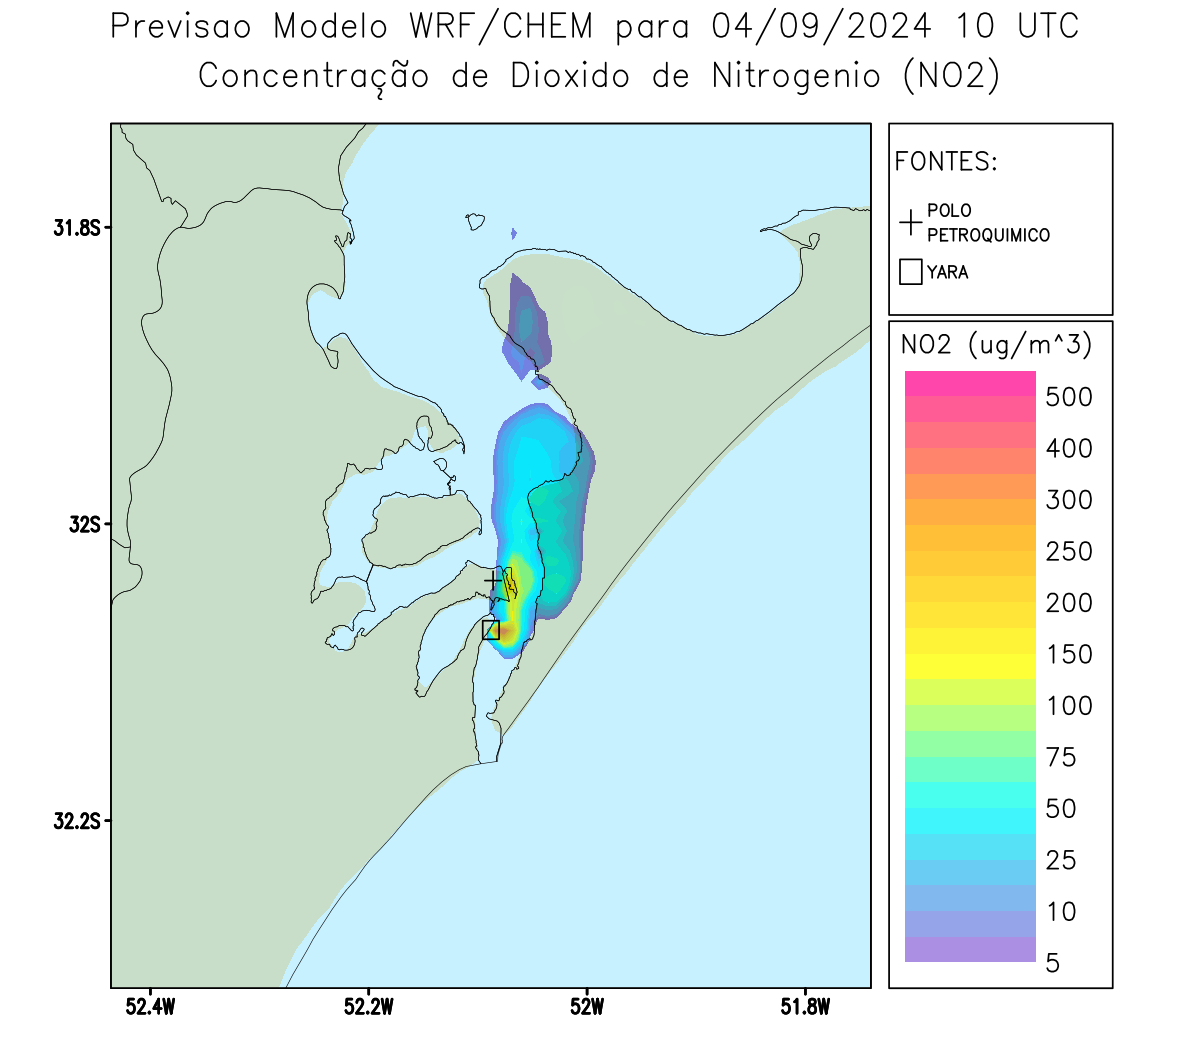 Previsao Modelo WRF/CHEM para 04/09/2024 10 UTC
Concentração de Dioxido de Nitrogenio (NO2)
FONTES:
POLO
PETROQUIMICO
YARA
NO2 (ug/m^3)
500
400
300
250
200
150
100
75
50
25
10
5
31.8S
32S
32.2S
52.4W
52.2W
52W
51.8W